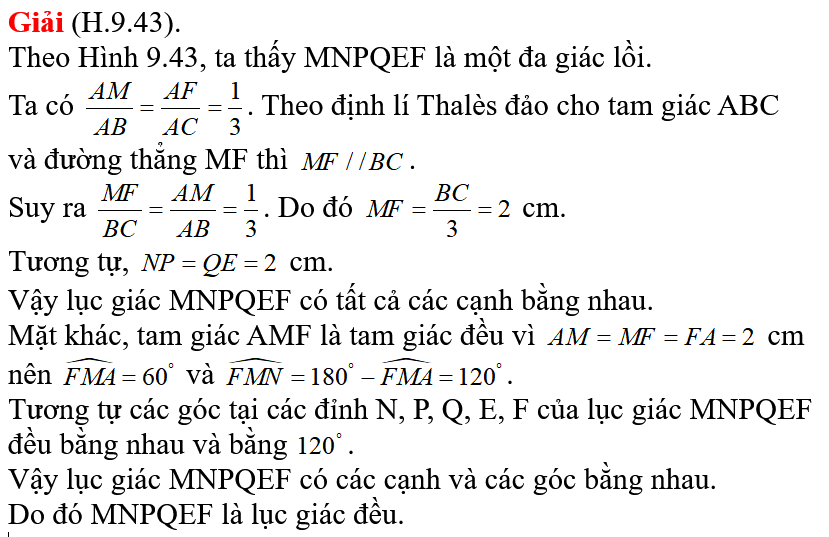 Giải (H.9.43).
Theo Hình 9.43, ta thấy MNPQEF là một đa giác lồi.
Ta có $\frac{AM}{AB} = \frac{AF}{AC} = \frac{1}{3}$. Theo định lí Thalès đảo cho tam giác ABC
và đường thẳng MF thì MF // BC.
Suy ra $\frac{MF}{BC} = \frac{AM}{AB} = \frac{1}{3}$. Do đó $MF = \frac{BC}{3} = 2$ cm.
Tương tự, NP = QE = 2 cm.
Vậy lục giác MNPQEF có tất cả các cạnh bằng nhau.
Mặt khác, tam giác AMF là tam giác đều vì AM = MF = FA = 2 cm
nên $\widehat{FMA} = 60^\circ$ và $\widehat{FMN} = 180^\circ - \widehat{FMA} = 120^\circ$.
Tương tự các góc tại các đỉnh N, P, Q, E, F của lục giác MNPQEF
đều bằng nhau và bằng $120^\circ$.
Vậy lục giác MNPQEF có các cạnh và các góc bằng nhau.
Do đó MNPQEF là lục giác đều.